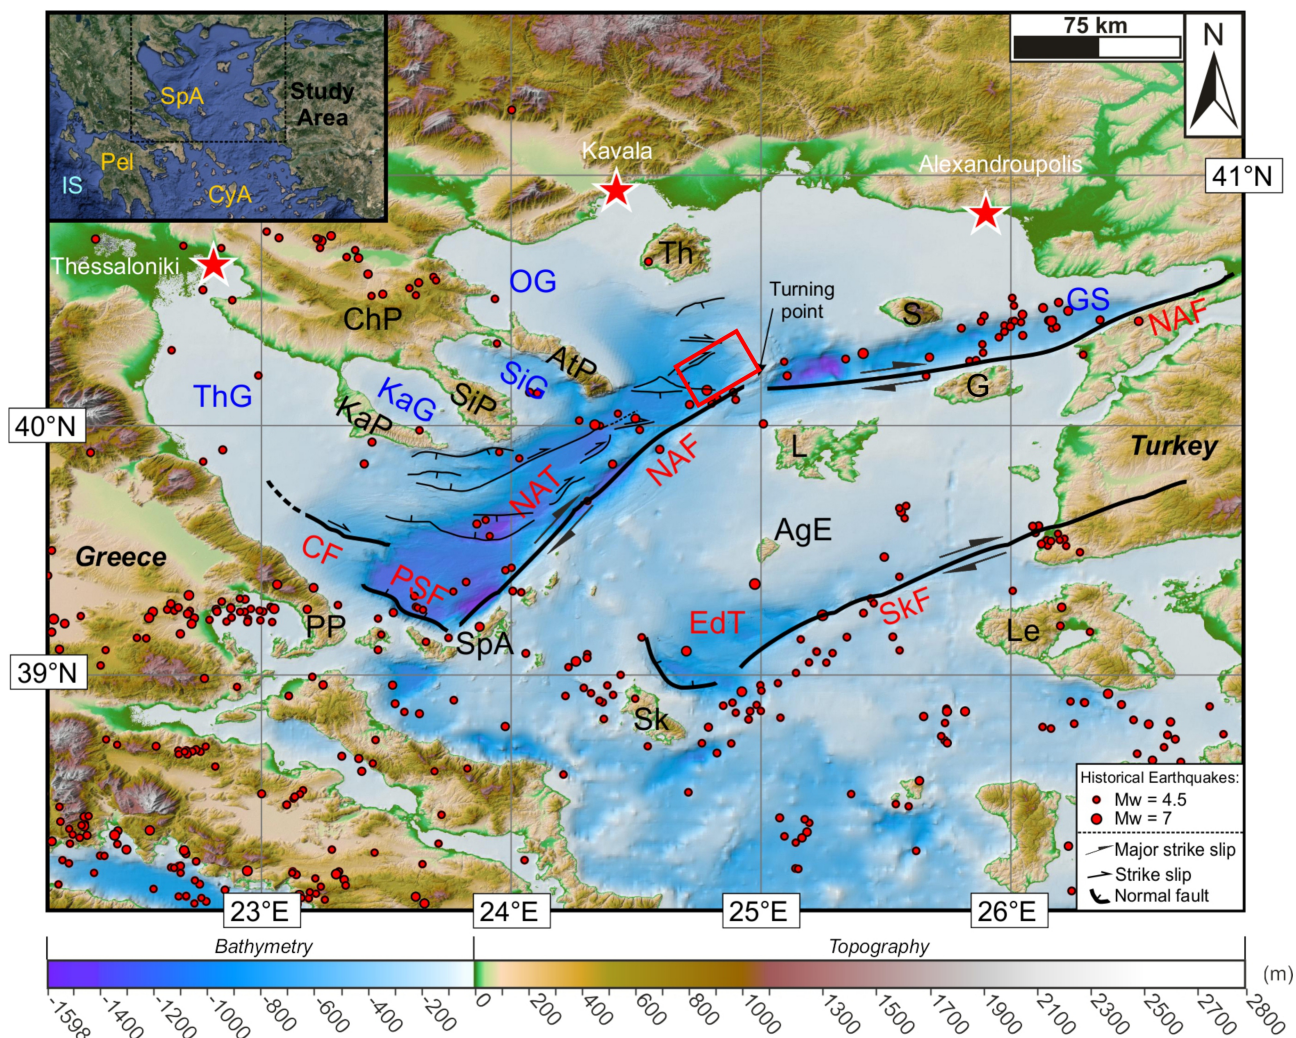 75 km
N
SpA
Study
Area
Pel
IS
CyA
Kavala
Alexandroupolis
41°N
Thessaloniki
Th
OG
Turning
point
GS
NAF
ChP
S
AtP
SiG
ThG
KaG
SiP
KaP
G
40°N
L
Turkey
NAF
NAT
AgE
CF
Greece
PSF
SkF
EdT
PP
SpA
Le
39°N
Sk
Historical Earthquakes:
Mw = 4.5
Mw = 7
Major strike slip
Strike slip
Normal fault
23°E
24°E
25°E
26°E
Bathymetry
Topography
(m)
-1598
-1400
-1200
-1000
-800
-600
-400
-200
0
200
400
600
800
1000
1300
1500
1700
1900
2100
2300
2500
2700
2800